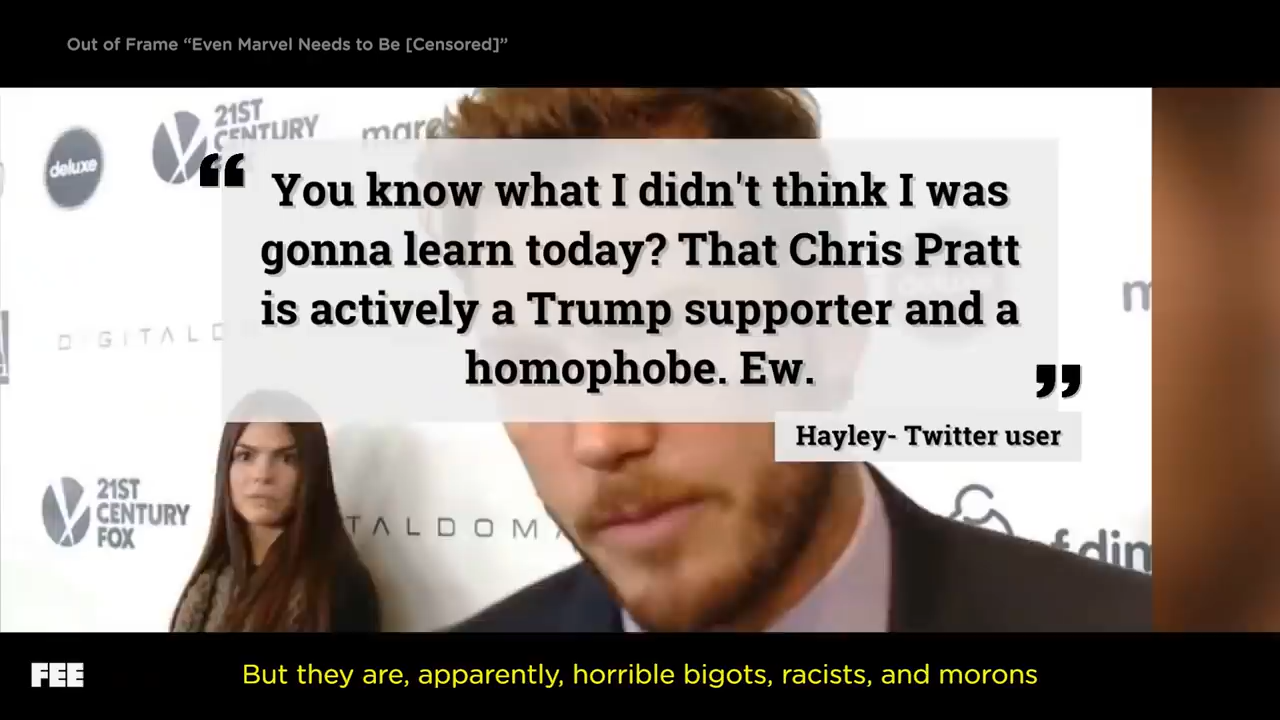 Out of Frame “Even Marvel Needs to Be [Censored]”
21ST
CENTURY
deluxe
“ You know what I didn't think I was
gonna learn today? That Chris Pratt
is actively a Trump supporter and a
homophobe. Ew. ”
Hayley- Twitter user
21ST
CENTURY
FOX
FEE
But they are, apparently, horrible bigots, racists, and morons